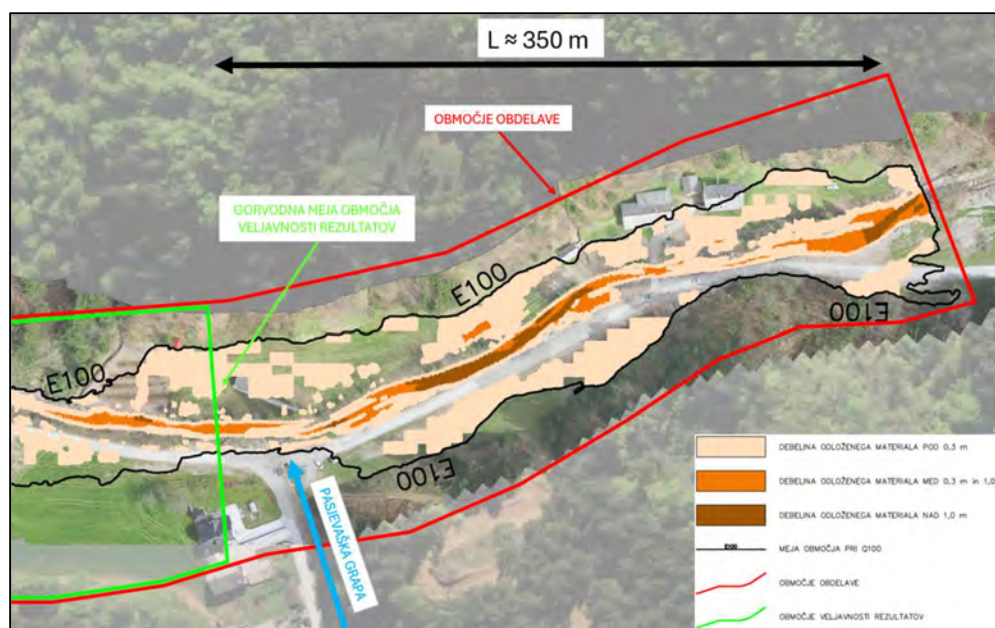 L ≈ 350 m
OBMOČJE OBDELAVE
GORVODNA MEJA OBMOČJA
VELJAVNOSTI REZULTATOV
E100
E100
E100
E100
PASJEVAŠKA GRAPA
DEBELINA ODLOŽENEGA MATERIALA POD 0,3 m
DEBELINA ODLOŽENEGA MATERIALA MED 0,3 m IN 1,0
DEBELINA ODLOŽENEGA MATERIALA NAD 1,0 m
E100
MEJA OBMOČJA PRI Q100
OBMOČJE OBDELAVE
OBMOČJE VELJAVNOSTI REZULTATOV